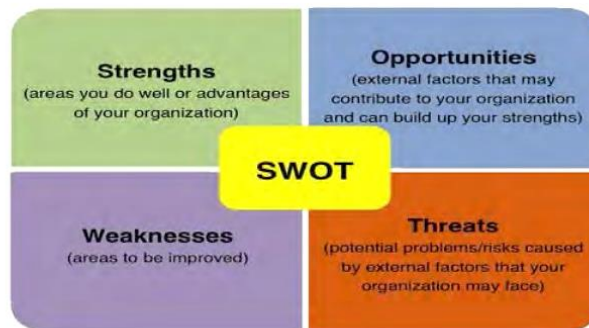 Strengths
(areas you do well or advantages
of your organization)
Opportunities
(external factors that may
contribute to your organization
and can build up your strengths)
SWOT
Weaknesses
(areas to be improved)
Threats
(potential problems/risks caused
by external factors that your
organization may face)